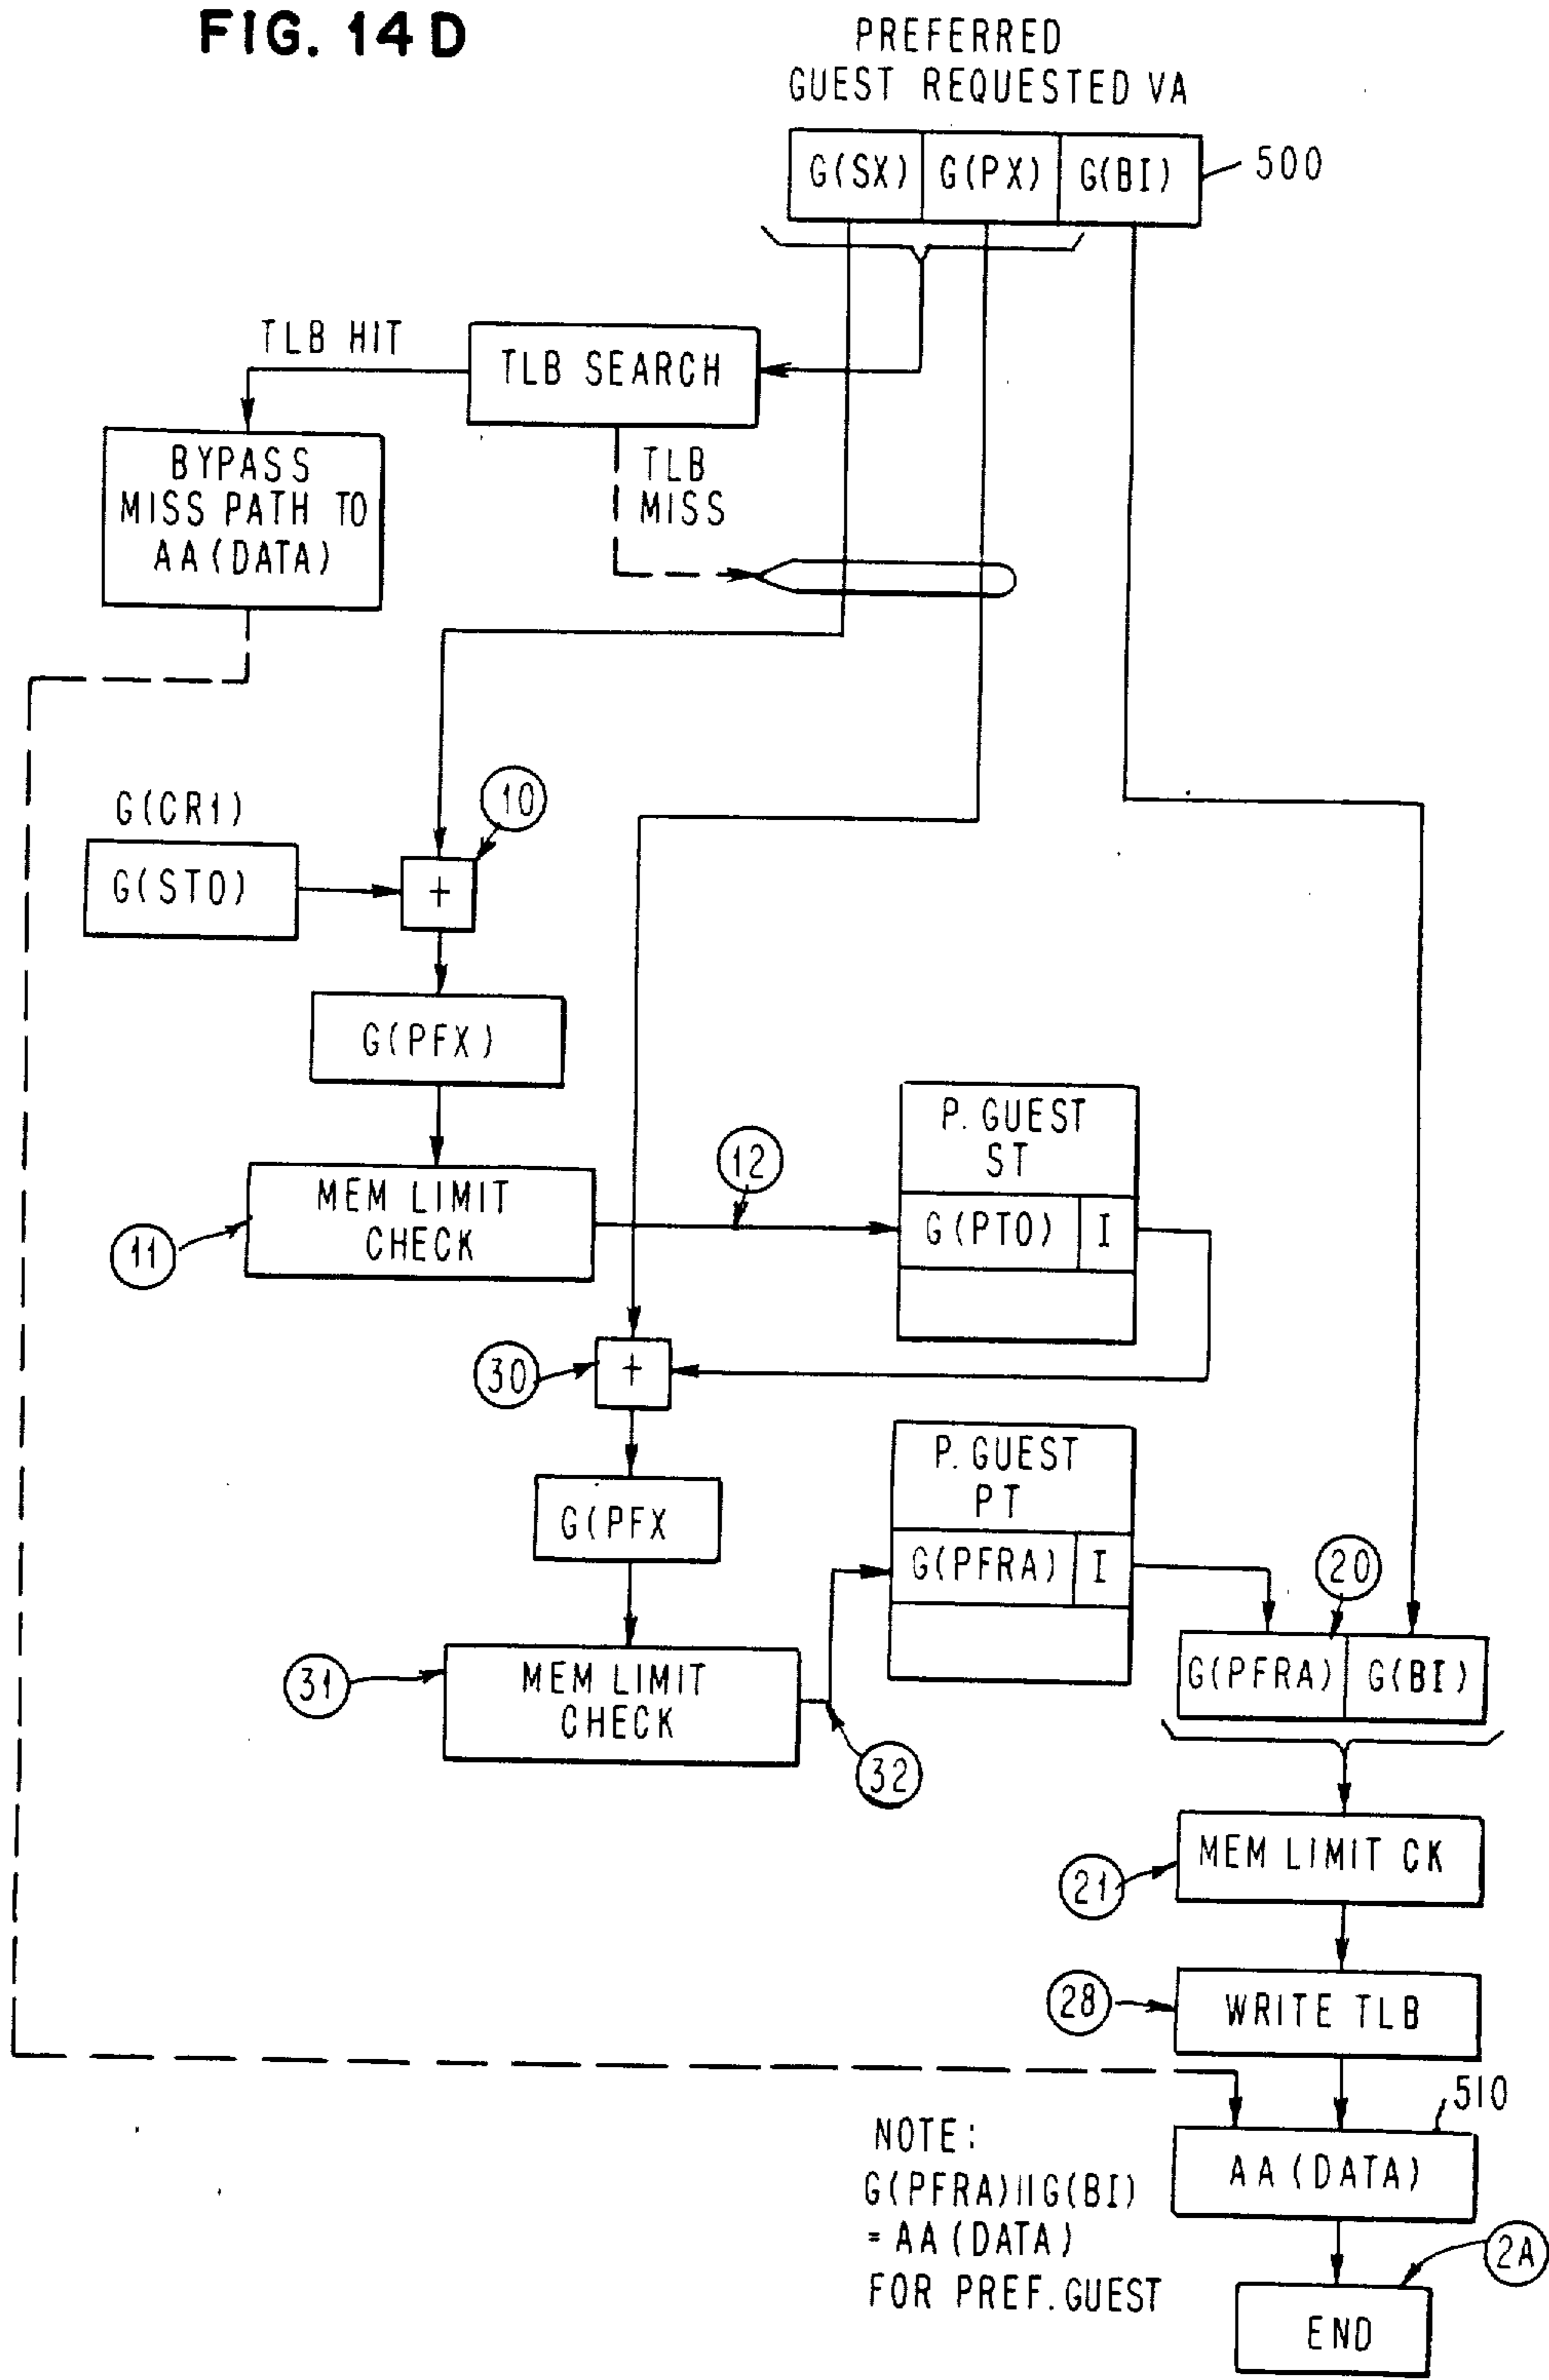 FIG. 14D
PREFERRED
GUEST REQUESTED VA
G(SX) G(PX) G(BI)
500
TLB HIT
TLB SEARCH
BYPASS
MISS PATH TO
AA(DATA)
TLB
MISS
10
G(CR1)
G(STO)
+
G(PFX)
P. GUEST
ST
12
MEM LIMIT
CHECK
G(PTO) I
11
30
+
P. GUEST
PT
G(PFX
G(PFRA) I
20
31
MEM LIMIT
CHECK
G(PFRA) G(BI)
32
MEM LIMIT CK
21
28
WRITE TLB
510
NOTE:
G(PFRA)||G(BI)
= AA (DATA)
FOR PREF. GUEST
AA (DATA)
2A
END